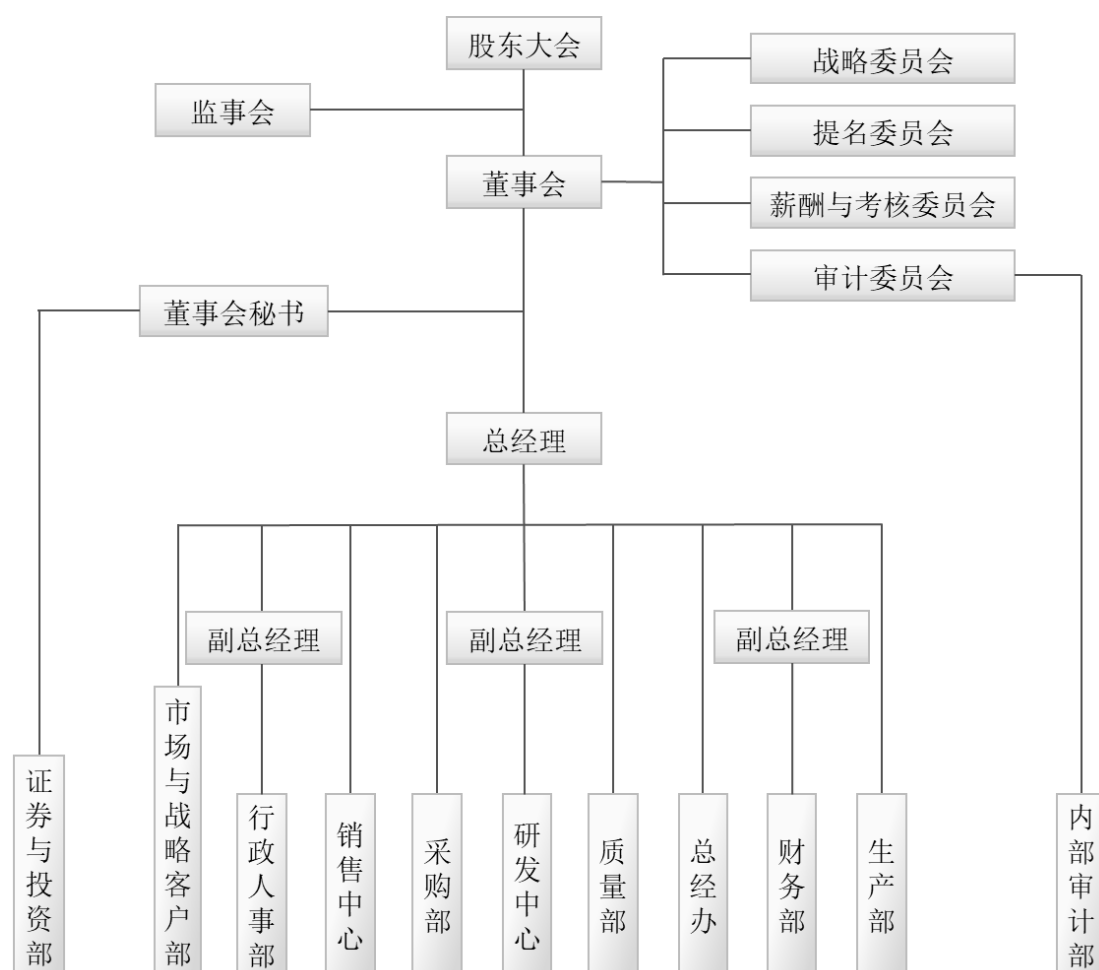 股东大会
战略委员会
监事会
提名委员会
董事会
薪酬与考核委员会
审计委员会
董事会秘书
总经理
副总经理
副总经理
副总经理
证券与投资部
市场与战略客户部
行政人事部
销售中心
采购部
研发中心
质量部
总经办
财务部
生产部
内部审计部